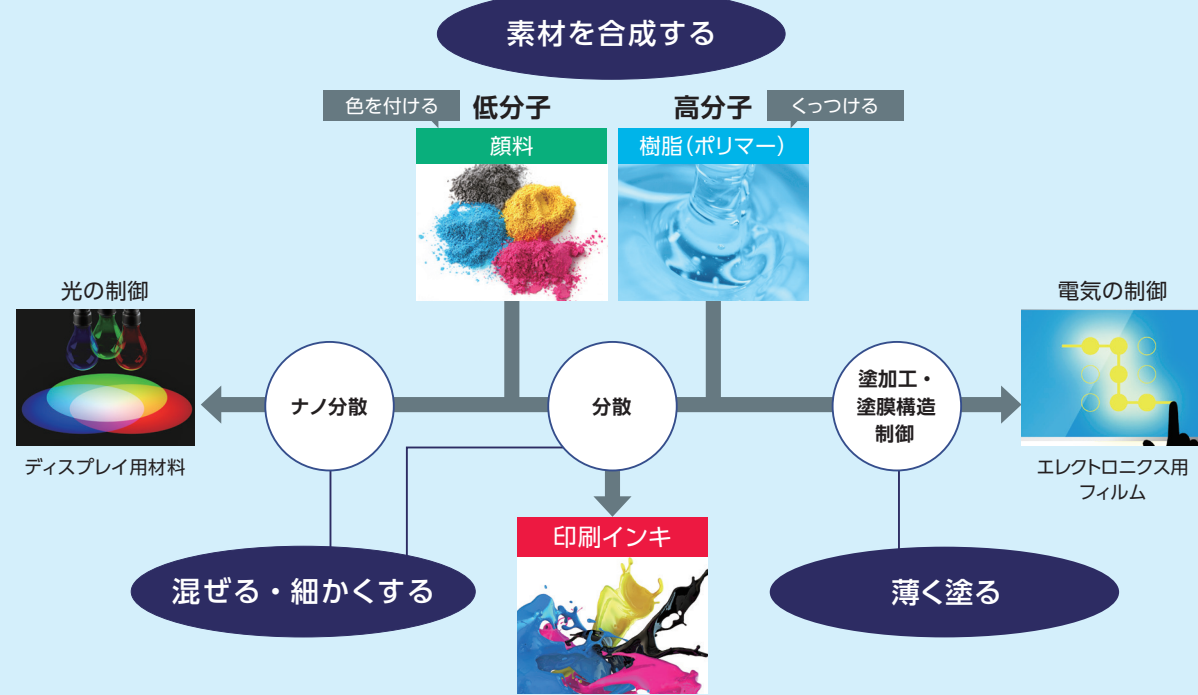 素材を合成する
色を付ける
低分子
高分子
くっつける
顔料
樹脂(ポリマー)
光の制御
電気の制御
ナノ分散
分散
塗加工・
塗膜構造
制御
ディスプレイ用材料
エレクトロニクス用
フィルム
印刷インキ
混ぜる・細かくする
薄く塗る